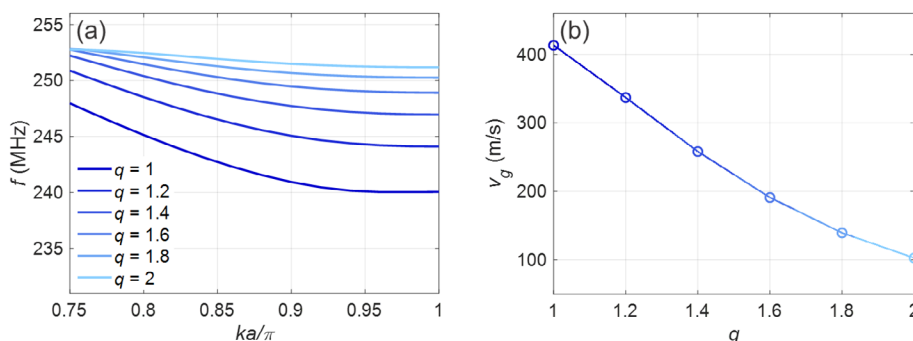 (a)
255
250
245
240
235
f (MHz)
q = 1
q = 1.2
q = 1.4
q = 1.6
q = 1.8
q = 2
0.75 0.8 0.85 0.9 0.95 1
ka/π
(b)
400
300
200
100
v_g (m/s)
1 1.2 1.4 1.6 1.8 2
q